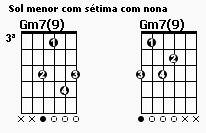 Sol menor com sétima com nona
Gm7(9) Gm7(9)
3ª
1 1
2
2 3 3 4
4
X X X X